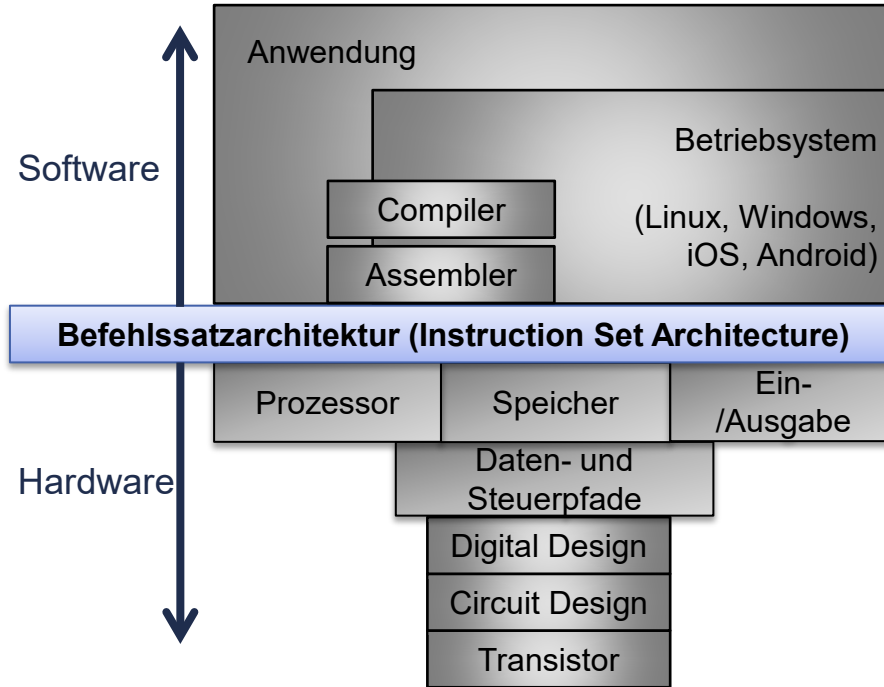 Anwendung
Software
Betriebsystem
(Linux, Windows,
iOS, Android)
Compiler
Assembler
Befehlssatzarchitektur (Instruction Set Architecture)
Prozessor
Speicher
Ein-
/Ausgabe
Hardware
Daten- und
Steuerpfade
Digital Design
Circuit Design
Transistor